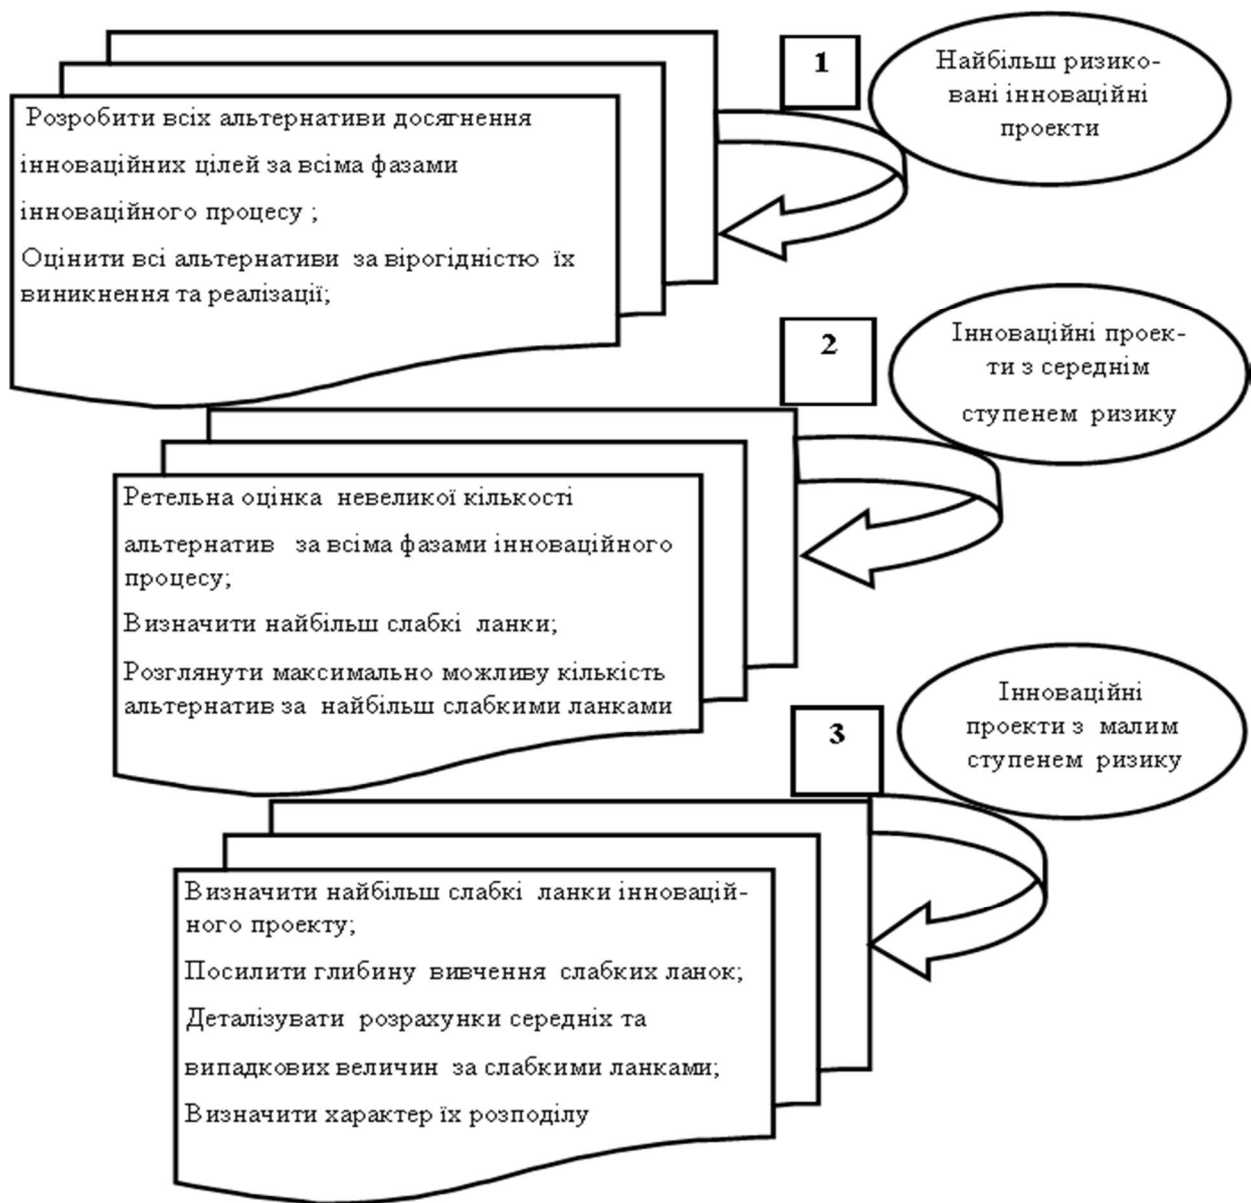 1
Найбільш ризико-
вані інноваційні
проекти
Розробити всіх альтернативи досягнення
інноваційних цілей за всіма фазами
інноваційного процесу ;
Оцінити всі альтернативи за вірогідністю їх
виникнення та реалізації;
2
Інноваційні проек-
ти з середнім
ступенем ризику
Ретельна оцінка невеликої кількості
альтернатив за всіма фазами інноваційного
процесу;
Визначити найбільш слабкі ланки;
Розглянути максимально можливу кількість
альтернатив за найбільш слабкими ланками
3
Інноваційні
проекти з малим
ступенем ризику
Визначити найбільш слабкі ланки інновацій-
ного проекту;
Посилити глибину вивчення слабких ланок;
Деталізувати розрахунки середніх та
випадкових величин за слабкими ланками;
Визначити характер їх розподілу